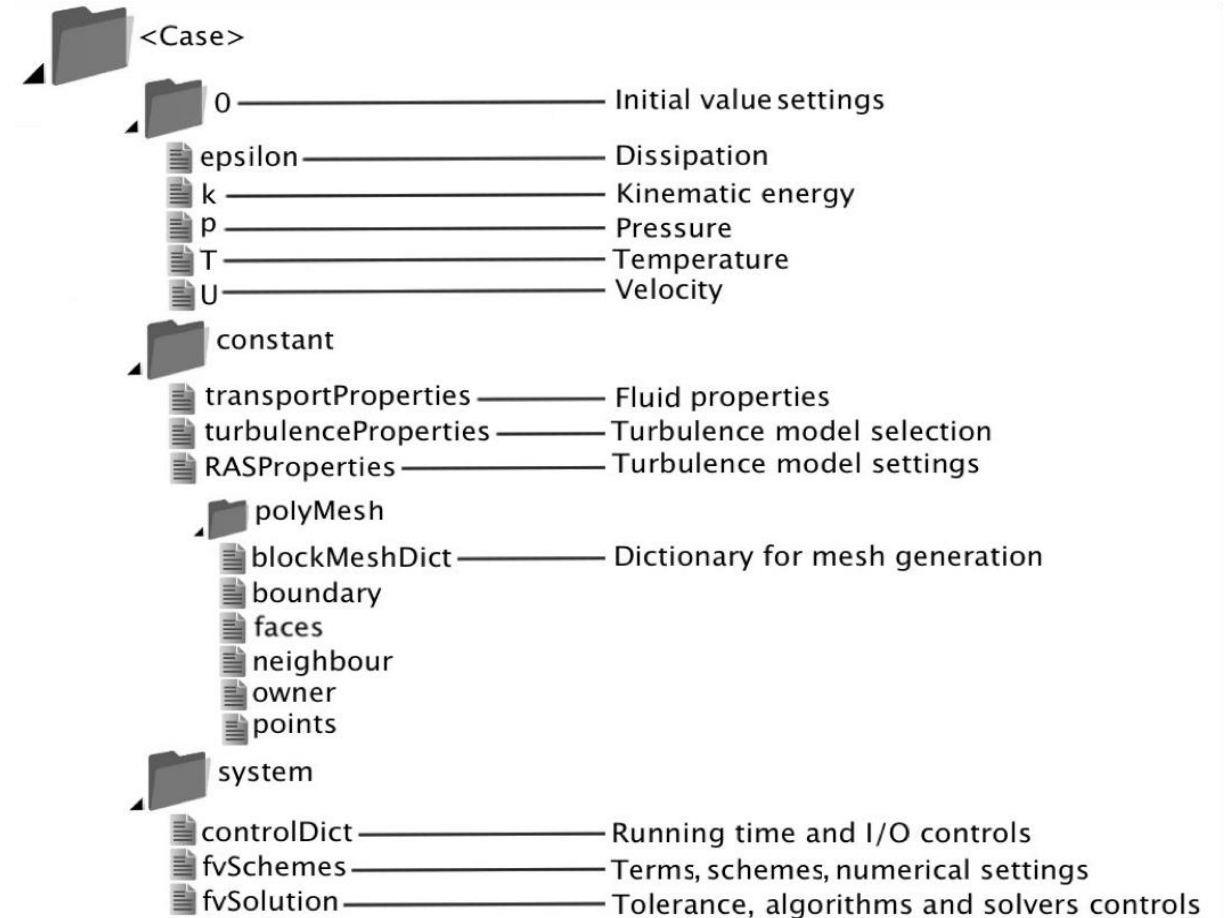 <Case>
0 Initial value settings
epsilon Dissipation
k Kinematic energy
p Pressure
T Temperature
U Velocity
constant
transportProperties Fluid properties
turbulenceProperties Turbulence model selection
RASProperties Turbulence model settings
polyMesh
blockMeshDict Dictionary for mesh generation
boundary
faces
neighbour
owner
points
system
controlDict Running time and I/O controls
fvSchemes Terms, schemes, numerical settings
fvSolution Tolerance, algorithms and solvers controls